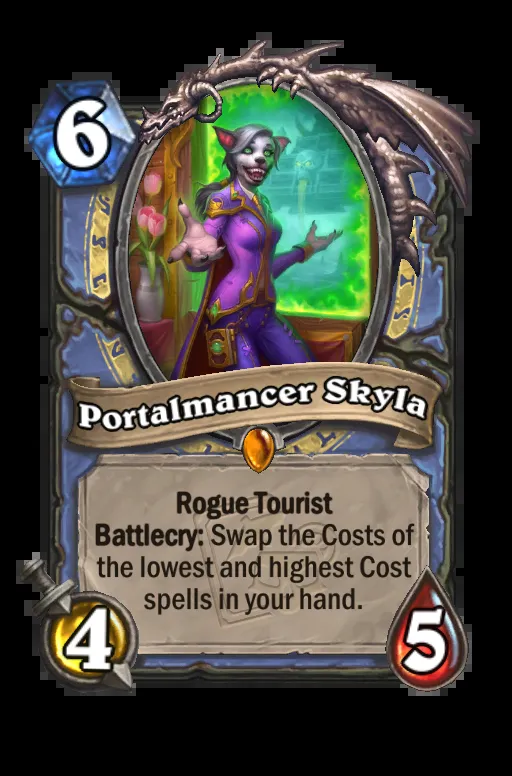 6
Portalmancer Skyla
Rogue Tourist
Battlecry: Swap the Costs of
the lowest and highest Cost
spells in your hand.
4
5